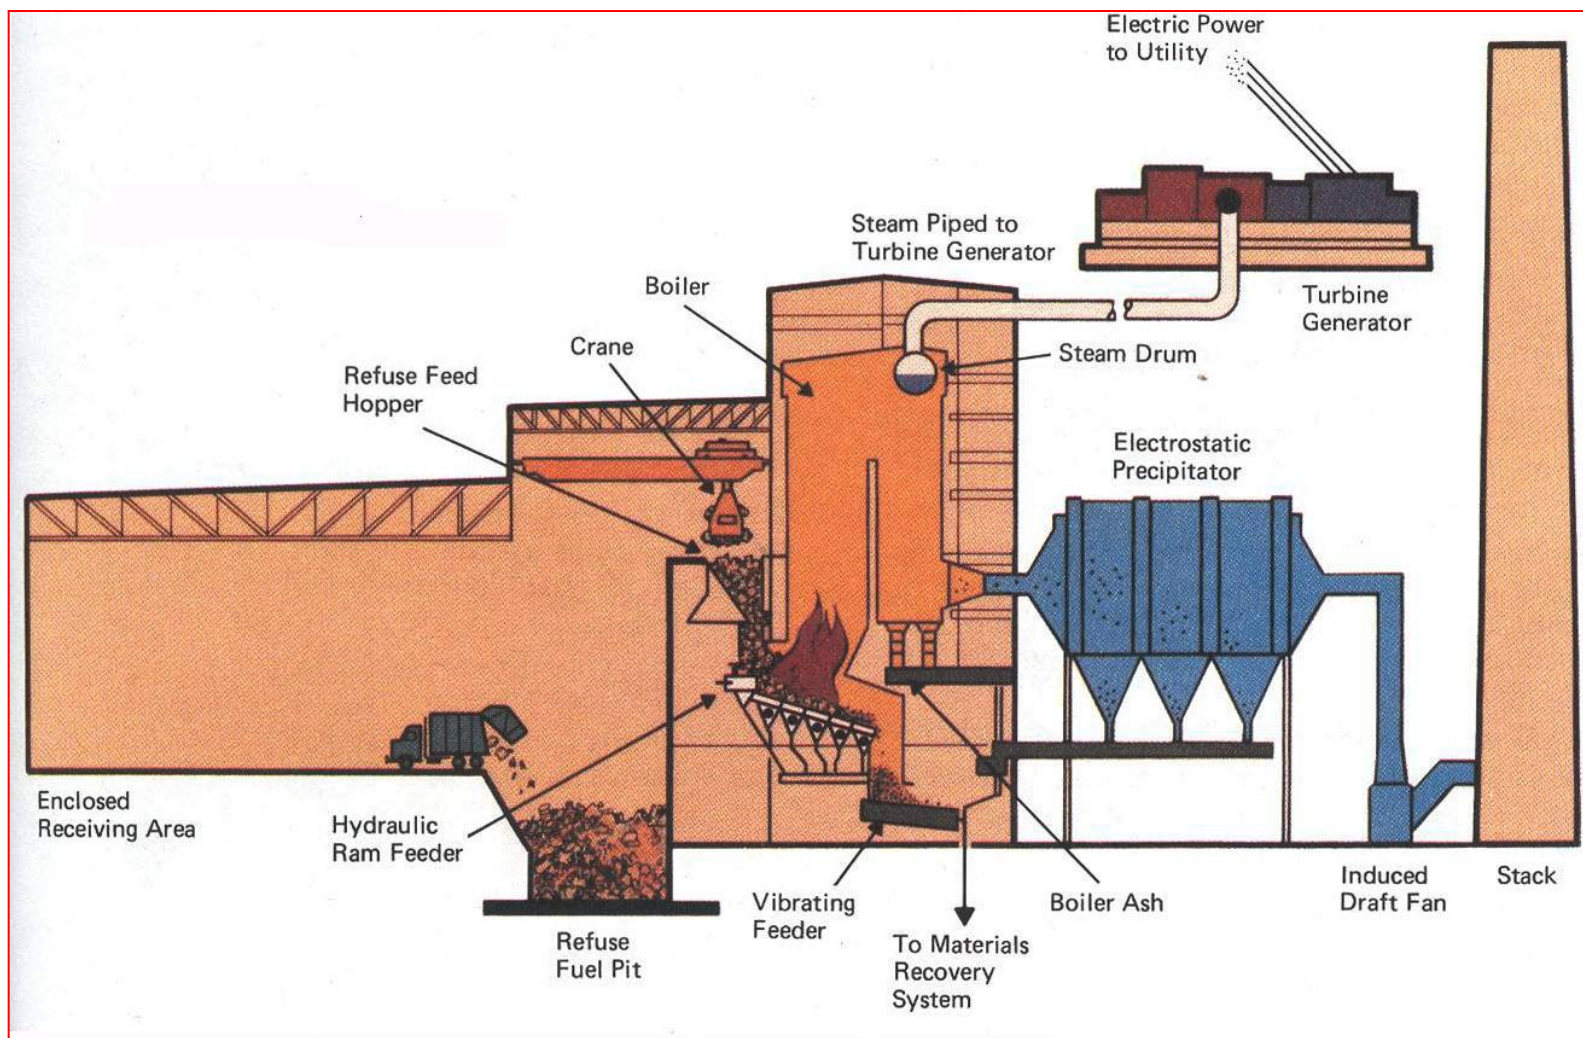 Electric Power
to Utility
Steam Piped to
Turbine Generator
Boiler
Turbine
Generator
Crane
Steam Drum
Refuse Feed
Hopper
Electrostatic
Precipitator
Enclosed
Receiving Area
Hydraulic
Ram Feeder
Vibrating
Feeder
Boiler Ash
Induced
Draft Fan
Stack
Refuse
Fuel Pit
To Materials
Recovery
System